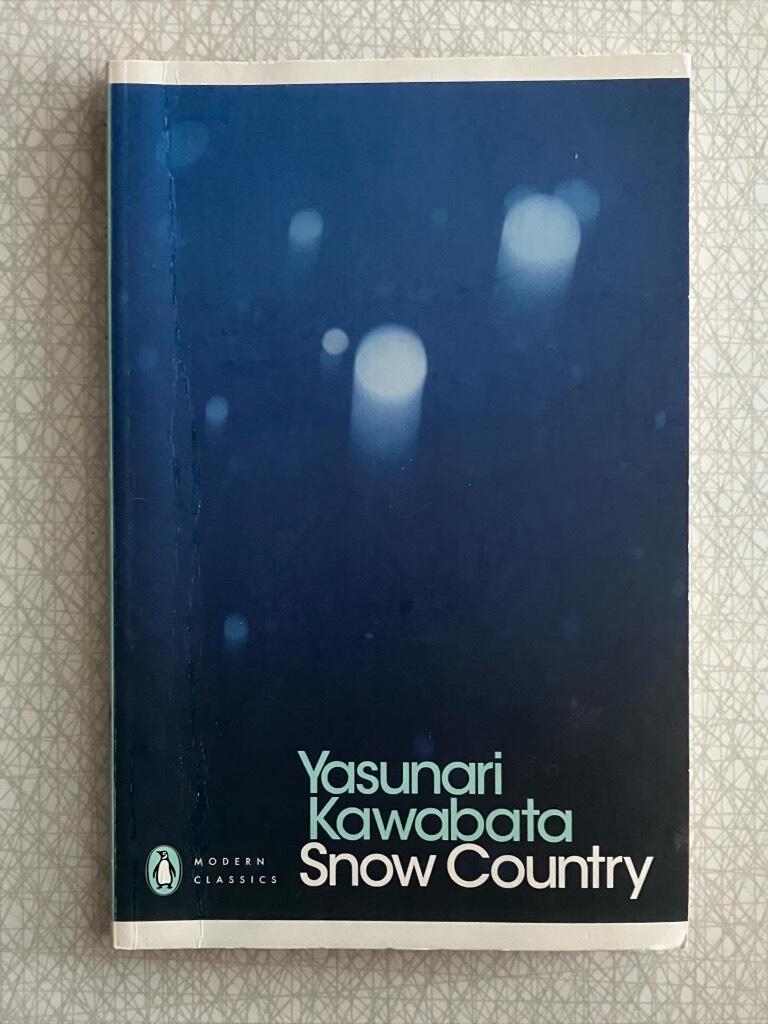 Yasunari
Kawabata
Snow Country
MODERN
CLASSICS